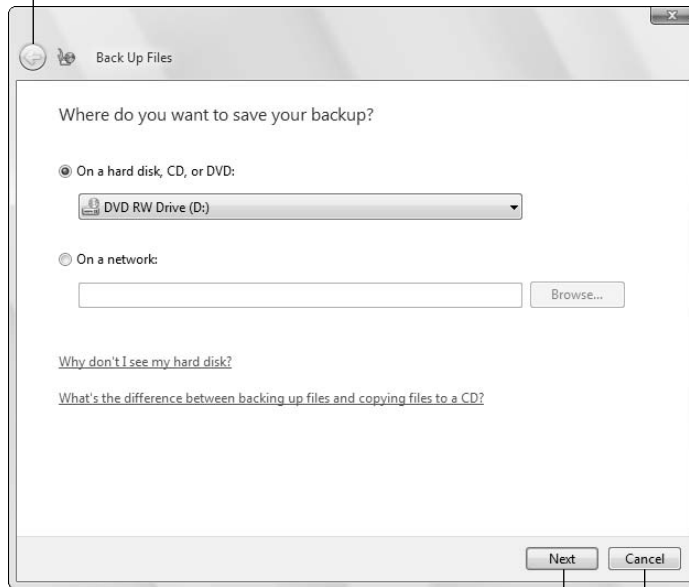 Back Up Files
Where do you want to save your backup?
On a hard disk, CD, or DVD:
DVD RW Drive (D:)
On a network:
Browse...
Why don't I see my hard disk?
What's the difference between backing up files and copying files to a CD?
Next
Cancel